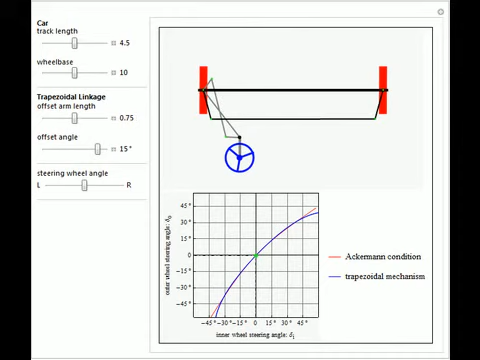 Car
track length
4.5
wheelbase
10
Trapezoidal Linkage
offset arm length
0.75
offset angle
15°
steering wheel angle
L R
outer wheel steering angle: δo
45°
30°
15°
0
−15°
−30°
−45°
−45° −30° −15° 0 15° 30° 45°
inner wheel steering angle: δi
Ackermann condition
trapezoidal mechanism